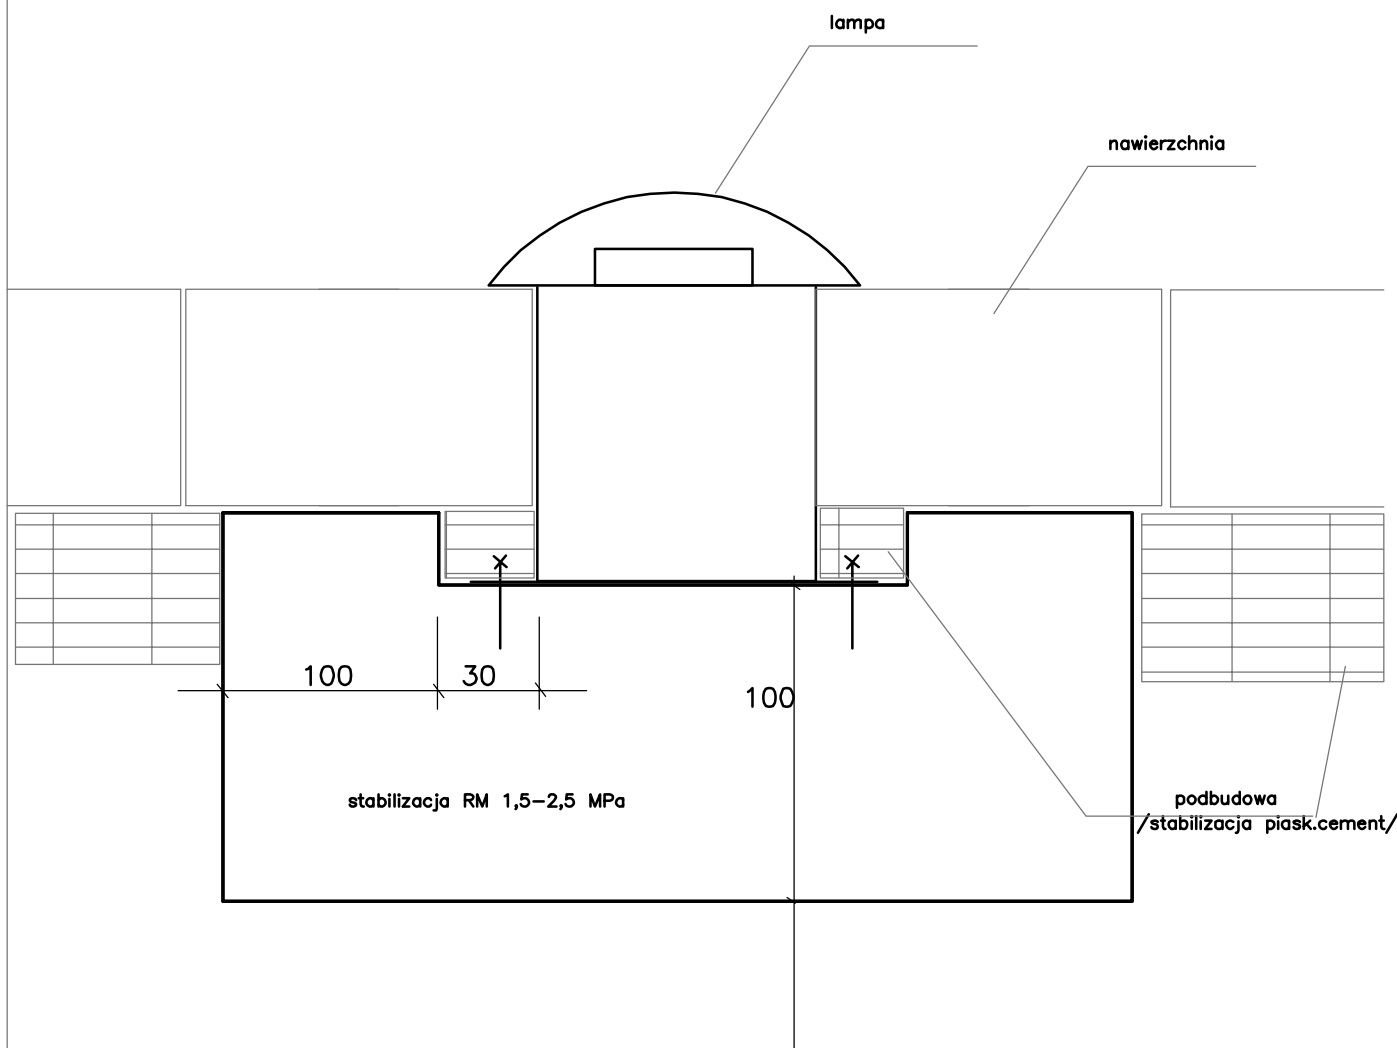 lampa
nawierzchnia
100
30
100
stabilizacja RM 1,5-2,5 MPa
podbudowa
/stabilizacja piask.cement/